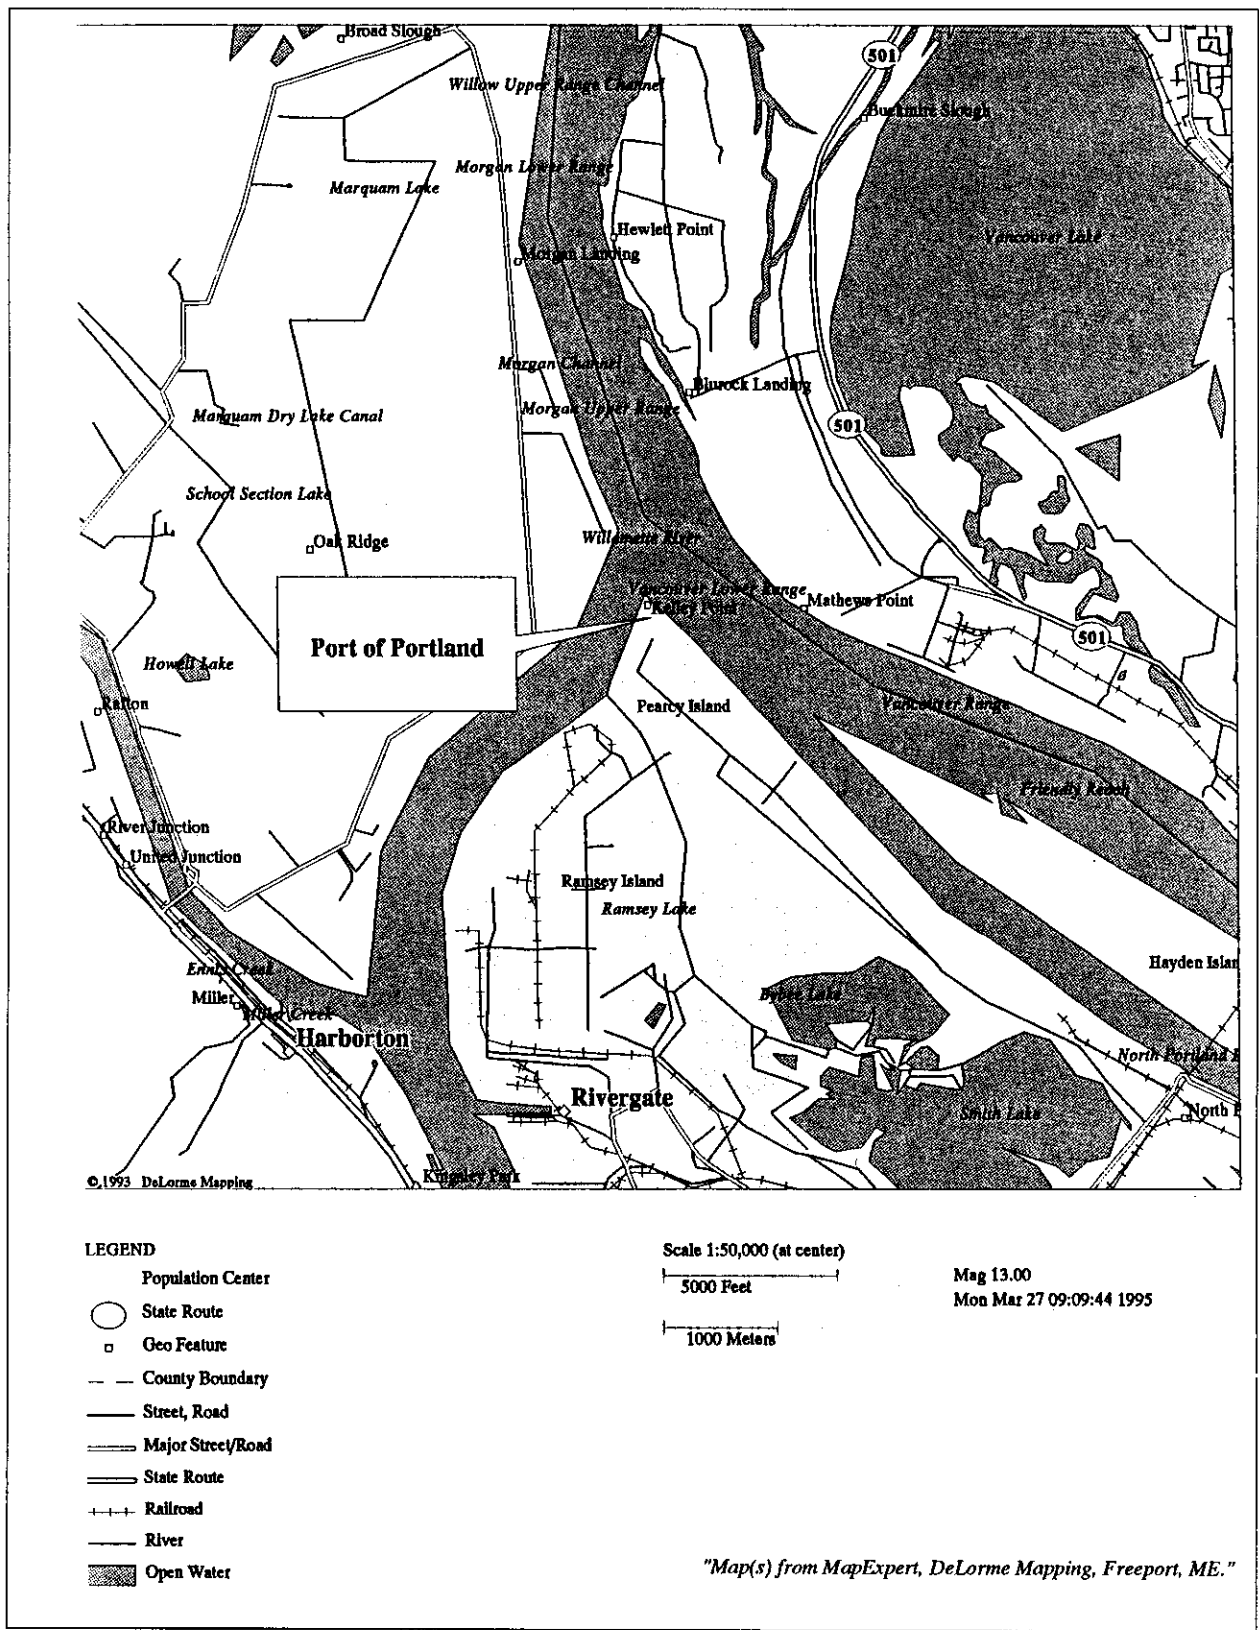 Broad Slough
501
Willow Upper Range Channel
Buckmire Slough
Morgan Lower Range
Marquam Lake
Hewlett Point
Vancouver Lake
Morgan Landing
Morgan Channel
Blurock Landing
Morgan Upper Range
Marquam Dry Lake Canal
501
School Section Lake
Willamette River
Oak Ridge
Vancouver Lower Range
Mathews Point
Kelley Point
501
Port of Portland
Howell Lake
Rafton
Pearcy Island
Vancouver Range
Friendly Reach
River Junction
United Junction
Ramsey Island
Ramsey Lake
Hayden Islan
Ennis Creek
Bybee Lake
Miller
Miller Creek
Harborton
North Portland
Rivergate
Smith Lake
North
Kingsley Park
© 1993 DeLorme Mapping
LEGEND
Population Center
State Route
Geo Feature
County Boundary
Street, Road
Major Street/Road
State Route
Railroad
River
Open Water
Scale 1:50,000 (at center)
5000 Feet
1000 Meters
Mag 13.00
Mon Mar 27 09:09:44 1995
"Map(s) from MapExpert, DeLorme Mapping, Freeport, ME."